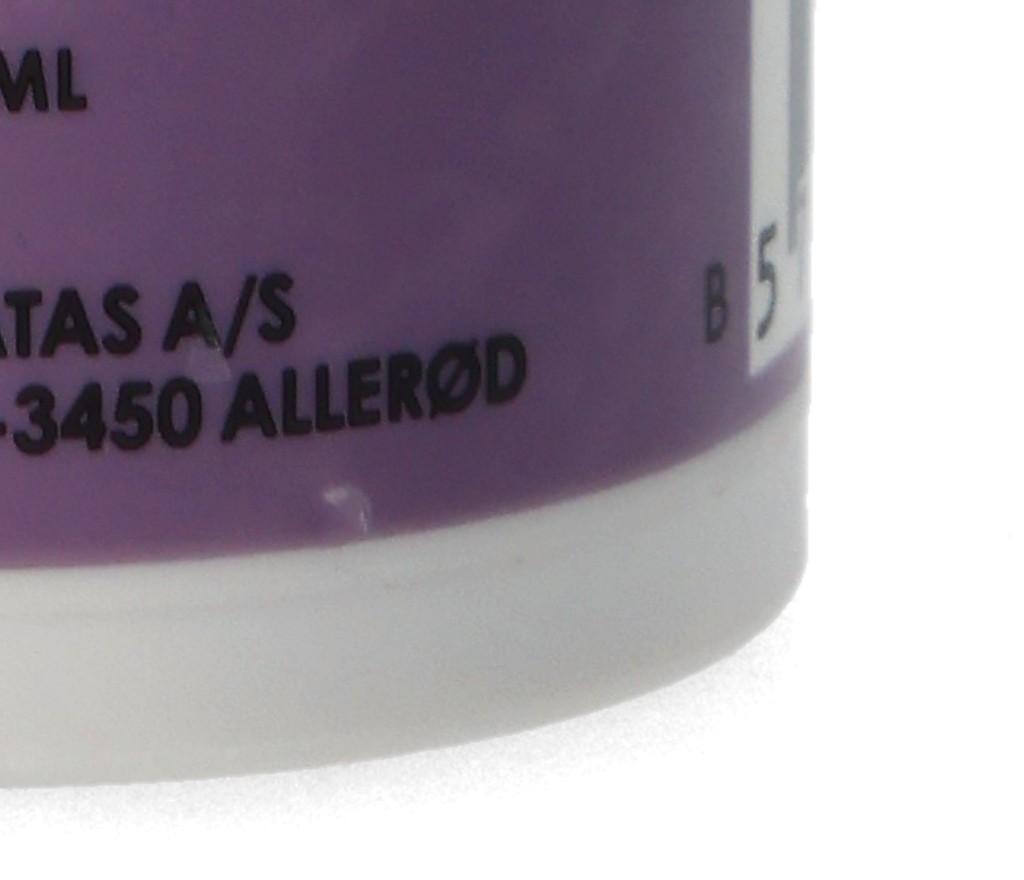 ML
ATAS A/S
-3450 ALLERØD
B 5